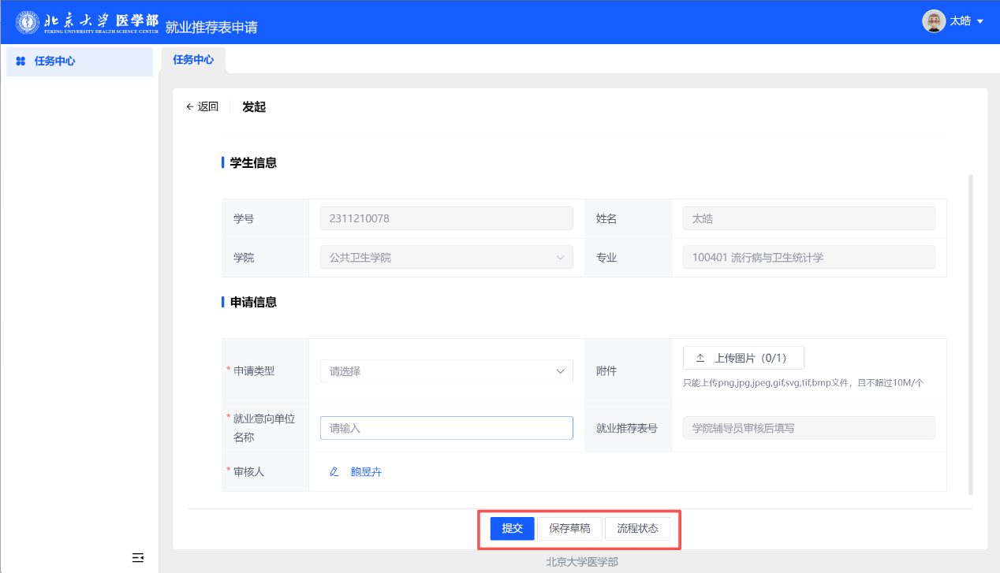 北京大学医学部 就业推荐表申请
PEKING UNIVERSITY HEALTH SCIENCE CENTER
太皓
任务中心
任务中心
返回 发起
学生信息
学号 2311210078 姓名 太皓
学院 公共卫生学院 专业 100401 流行病与卫生统计学
申请信息
* 申请类型 请选择 附件 上传图片（0/1）
只能上传png,jpg,jpeg,gif,svg,tif,bmp文件，且不超过10M/个
* 就业意向单位
名称 请输入 就业推荐表号 学院辅导员审核后填写
* 审核人 鲍昱卉
提交 保存草稿 流程状态
北京大学医学部